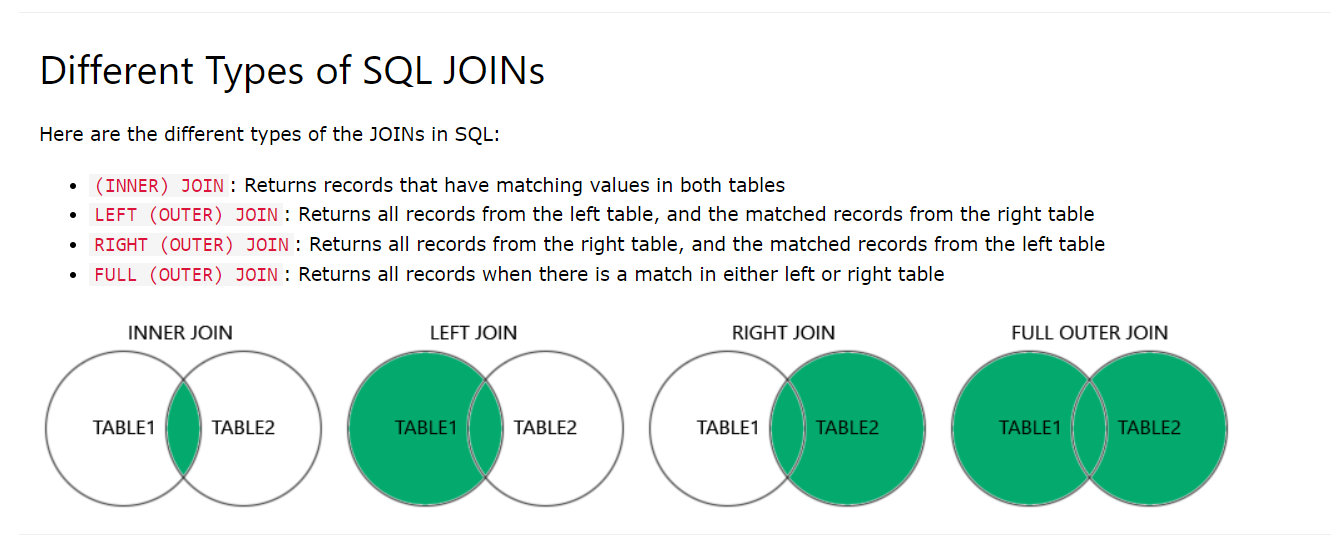 Different Types of SQL JOINs
Here are the different types of the JOINs in SQL:
• (INNER) JOIN: Returns records that have matching values in both tables
• LEFT (OUTER) JOIN: Returns all records from the left table, and the matched records from the right table
• RIGHT (OUTER) JOIN: Returns all records from the right table, and the matched records from the left table
• FULL (OUTER) JOIN: Returns all records when there is a match in either left or right table
INNER JOIN LEFT JOIN RIGHT JOIN FULL OUTER JOIN
TABLE1 TABLE2 TABLE1 TABLE2 TABLE1 TABLE2 TABLE1 TABLE2